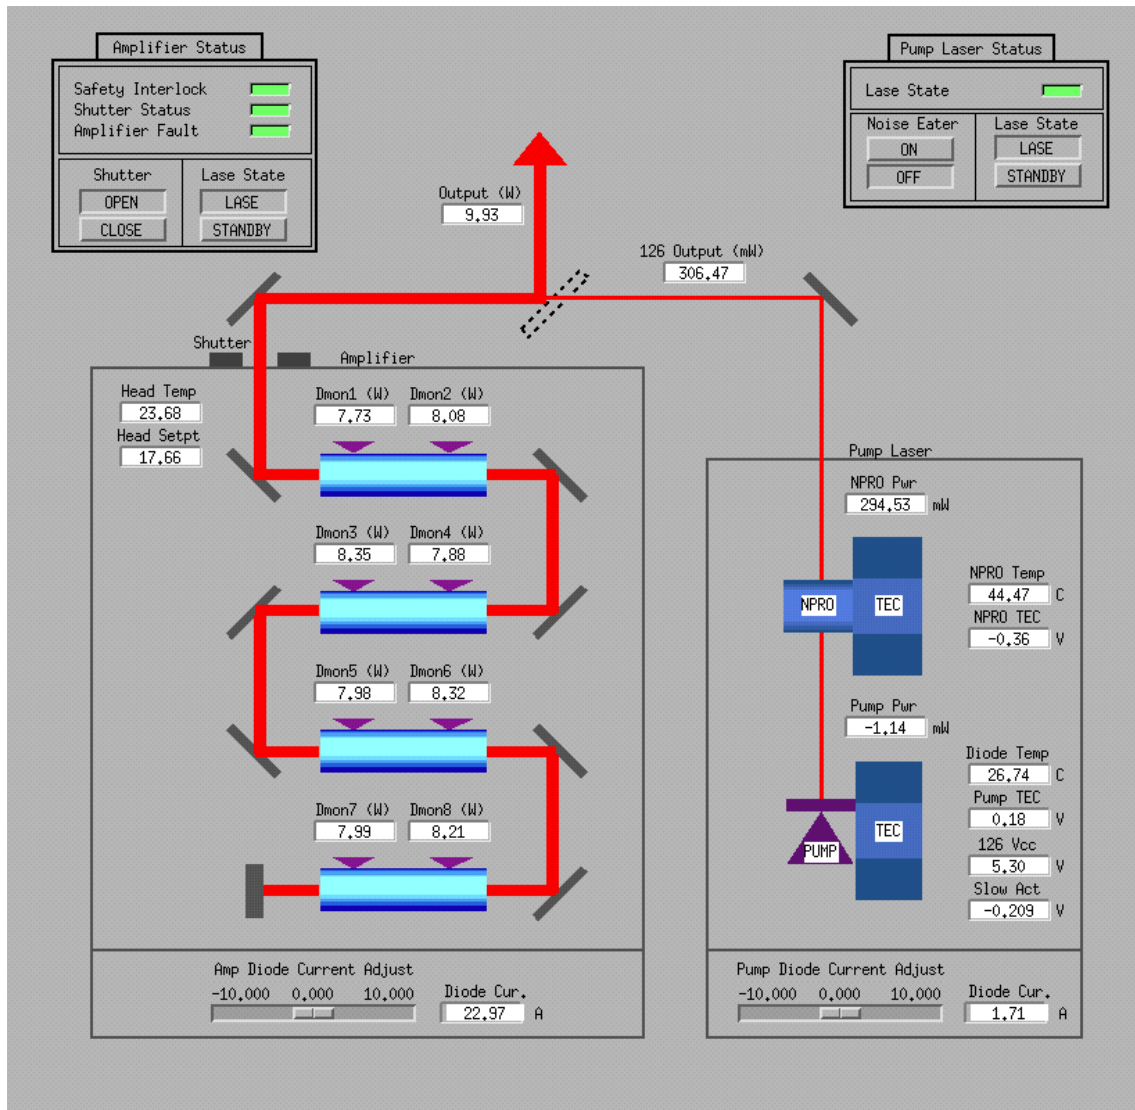 Amplifier Status
Safety Interlock
Shutter Status
Amplifier Fault
Shutter
OPEN
CLOSE
Lase State
LASE
STANDBY
Pump Laser Status
Lase State
Noise Eater
ON
OFF
Lase State
LASE
STANDBY
Output (W)
9.93
126 Output (mW)
306.47
Shutter
Amplifier
Head Temp
23.68
Head Setpt
17.66
Dmon1 (W) Dmon2 (W)
7.73 8.08
Dmon3 (W) Dmon4 (W)
8.35 7.88
Dmon5 (W) Dmon6 (W)
7.98 8.32
Dmon7 (W) Dmon8 (W)
7.99 8.21
Amp Diode Current Adjust
-10.000 0.000 10.000
Diode Cur.
22.97 A
Pump Laser
NPRO Pwr
294.53 mW
NPRO TEC
NPRO Temp
44.47 C
NPRO TEC
-0.36 V
Pump Pwr
-1.14 mW
PUMP TEC
Diode Temp
26.74 C
Pump TEC
0.18 V
126 Vcc
5.30 V
Slow Act
-0.209 V
Pump Diode Current Adjust
-10.000 0.000 10.000
Diode Cur.
1.71 A